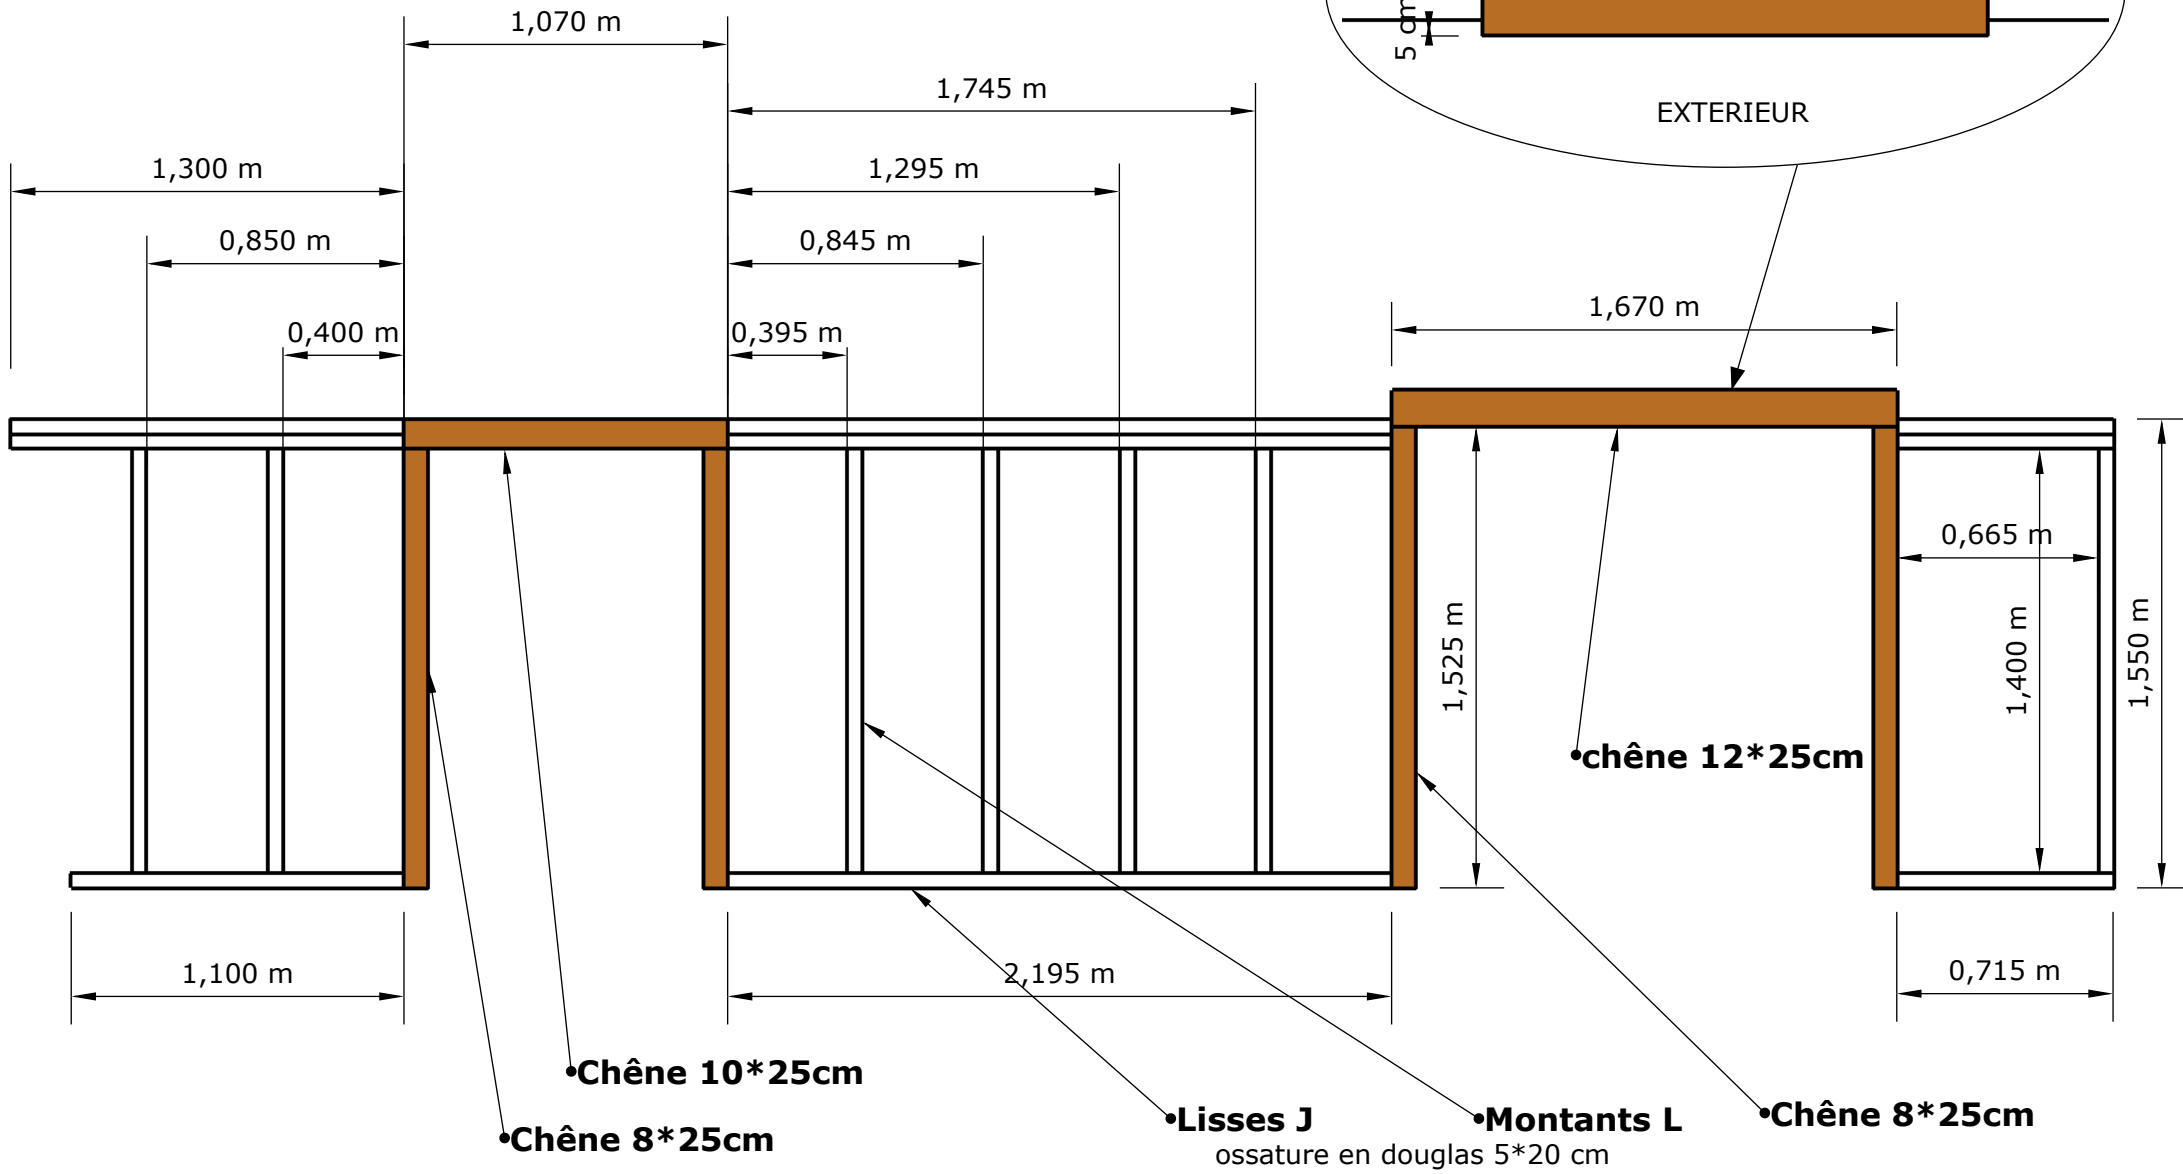 1,070 m
5 cm
1,745 m
EXTERIEUR
1,300 m
1,295 m
0,850 m
0,845 m
1,670 m
0,400 m
0,395 m
0,665 m
1,525 m
1,400 m
1,550 m
chêne 12*25cm
1,100 m
2,195 m
0,715 m
Chêne 10*25cm
Chêne 8*25cm
Lisses J
Montants L
Chêne 8*25cm
ossature en douglas 5*20 cm